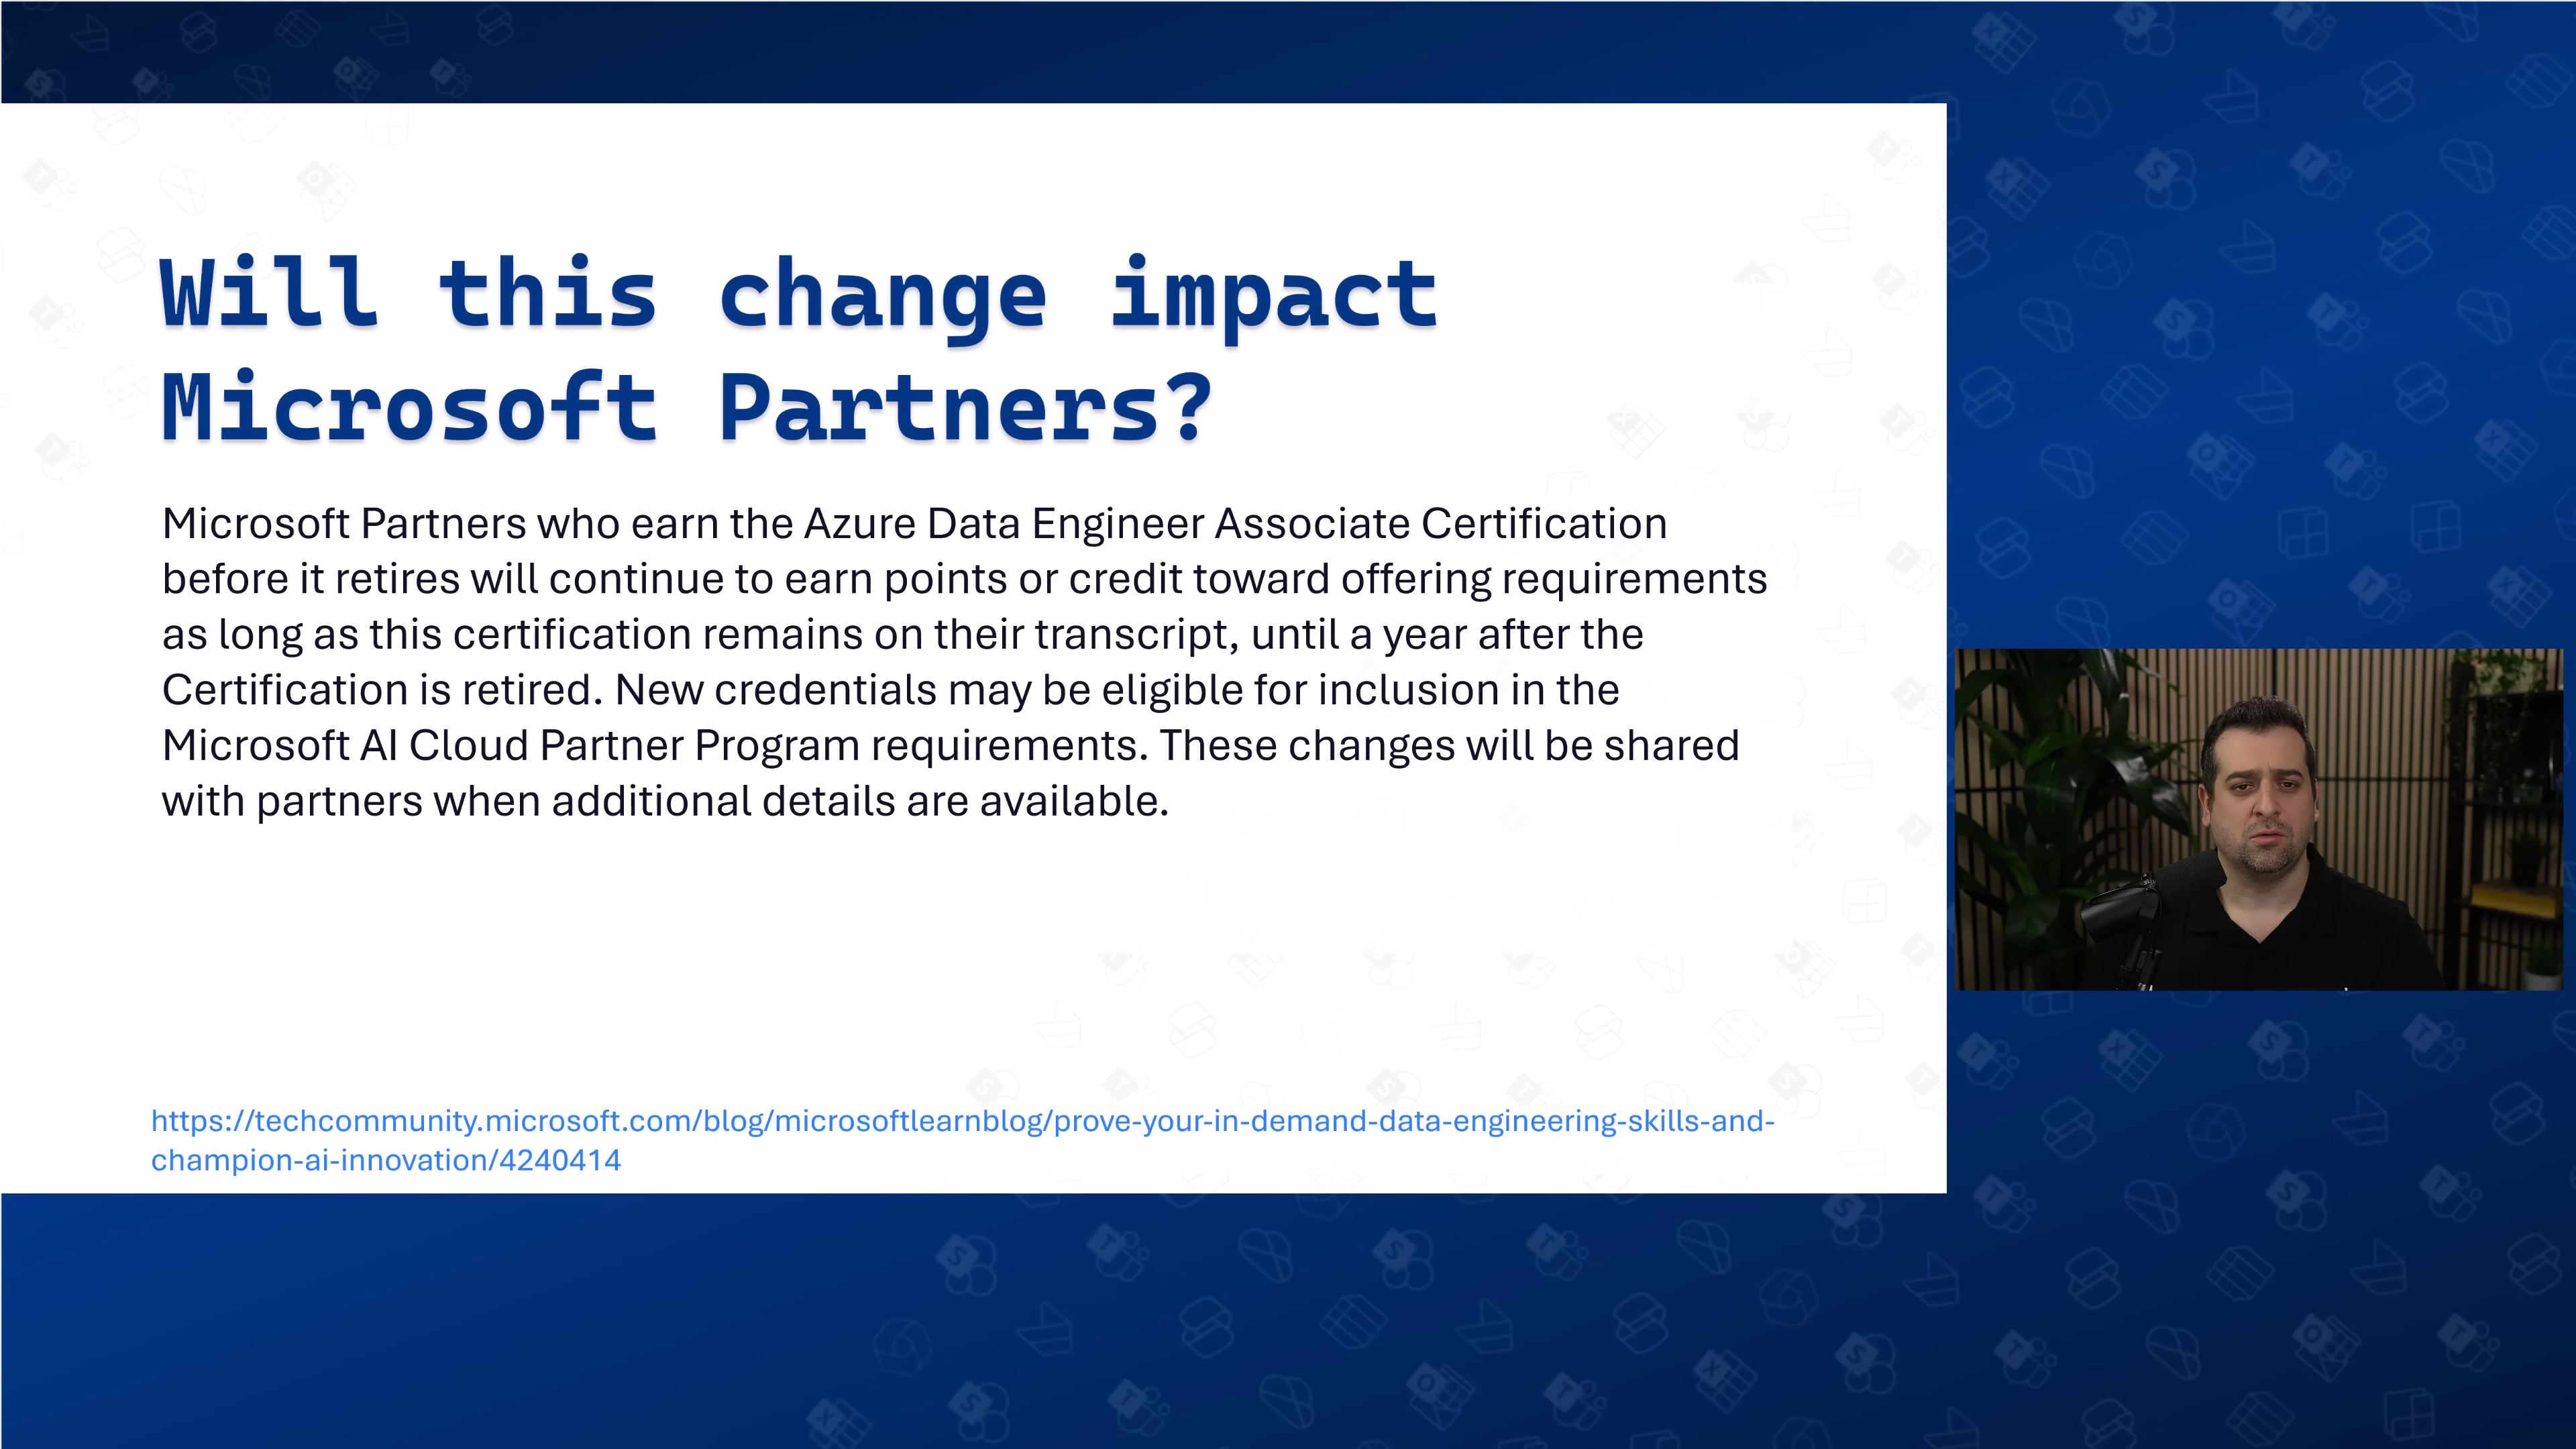 Will this change impact
Microsoft Partners?
Microsoft Partners who earn the Azure Data Engineer Associate Certification
before it retires will continue to earn points or credit toward offering requirements
as long as this certification remains on their transcript, until a year after the
Certification is retired. New credentials may be eligible for inclusion in the
Microsoft AI Cloud Partner Program requirements. These changes will be shared
with partners when additional details are available.
https://techcommunity.microsoft.com/blog/microsoftlearnblog/prove-your-in-demand-data-engineering-skills-and-
champion-ai-innovation/4240414